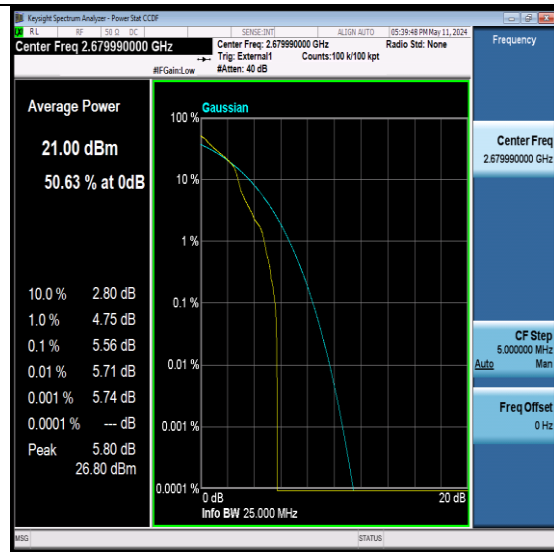 Keysight Spectrum Analyzer - Power Stat CCDF
RL RF 50 Ω DC SENSE:INT ALIGN AUTO 05:39:48 PM May 11, 2024
Center Freq 2.679990000 GHz
Center Freq: 2.679990000 GHz Radio Std: None
Trig: External1 Counts:100 k/100 kpt
#IFGain:Low #Atten: 40 dB
Frequency
Average Power
21.00 dBm
50.63 % at 0dB
10.0 % 2.80 dB
1.0 % 4.75 dB
0.1 % 5.56 dB
0.01 % 5.71 dB
0.001 % 5.74 dB
0.0001 % --- dB
Peak 5.80 dB
26.80 dBm
Gaussian
100 %
10 %
1 %
0.1 %
0.01 %
0.001 %
0.0001 %
0 dB 20 dB
Info BW 25.000 MHz
Center Freq
2.679990000 GHz
CF Step
5.000000 MHz
Auto Man
Freq Offset
0 Hz
MSG STATUS